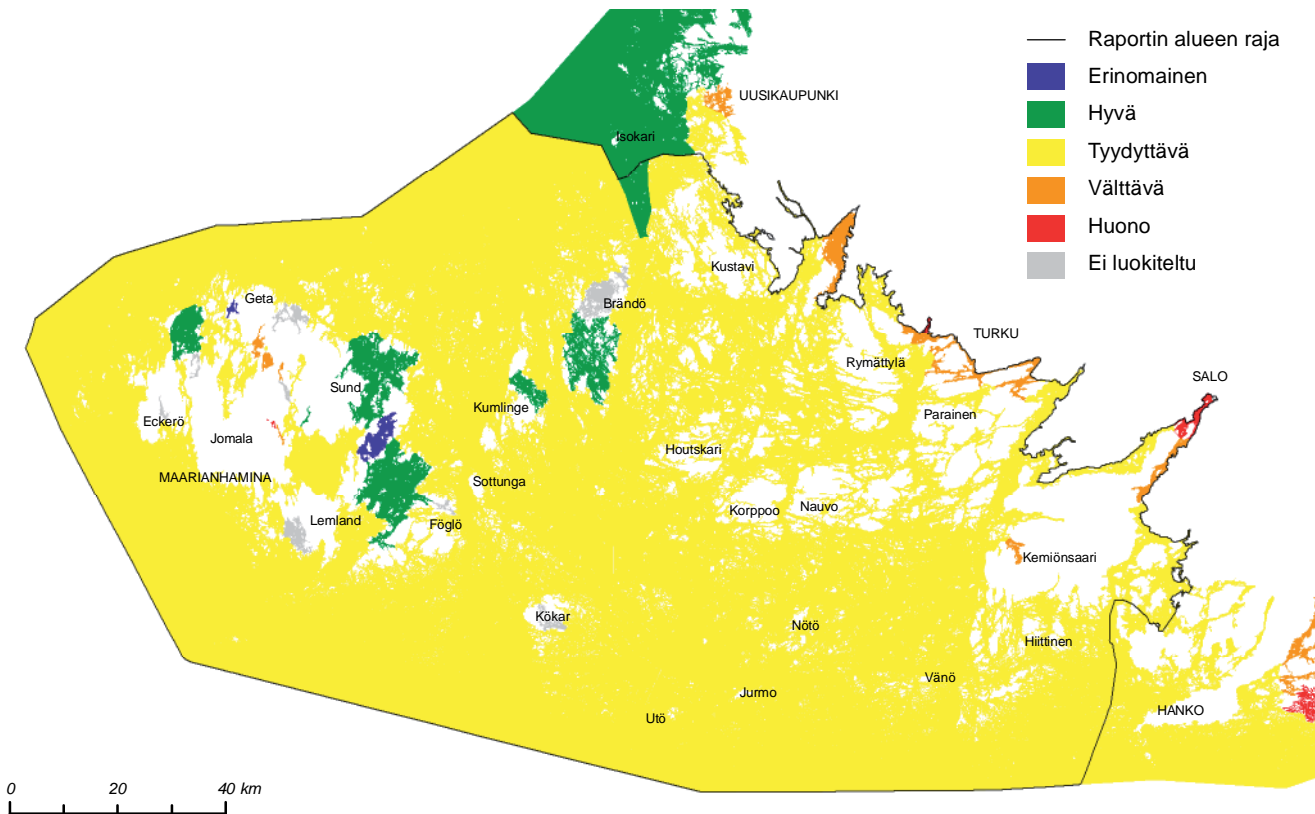 Raportin alueen raja
Erinomainen
Hyvä
Tyydyttävä
Välttävä
Huono
Ei luokiteltu
UUSIKAUPUNKI
Isokari
Kustavi
Geta
Brändö
TURKU
Rymättylä
SALO
Sund
Eckerö
Kumlinge
Parainen
Jomala
Houtskari
MAARIANHAMINA
Sottunga
Korppoo
Nauvo
Lemland
Föglö
Kemiönsaari
Kökar
Nötö
Hiittinen
Vänö
Jurmo
Utö
HANKO
0 20 40 km